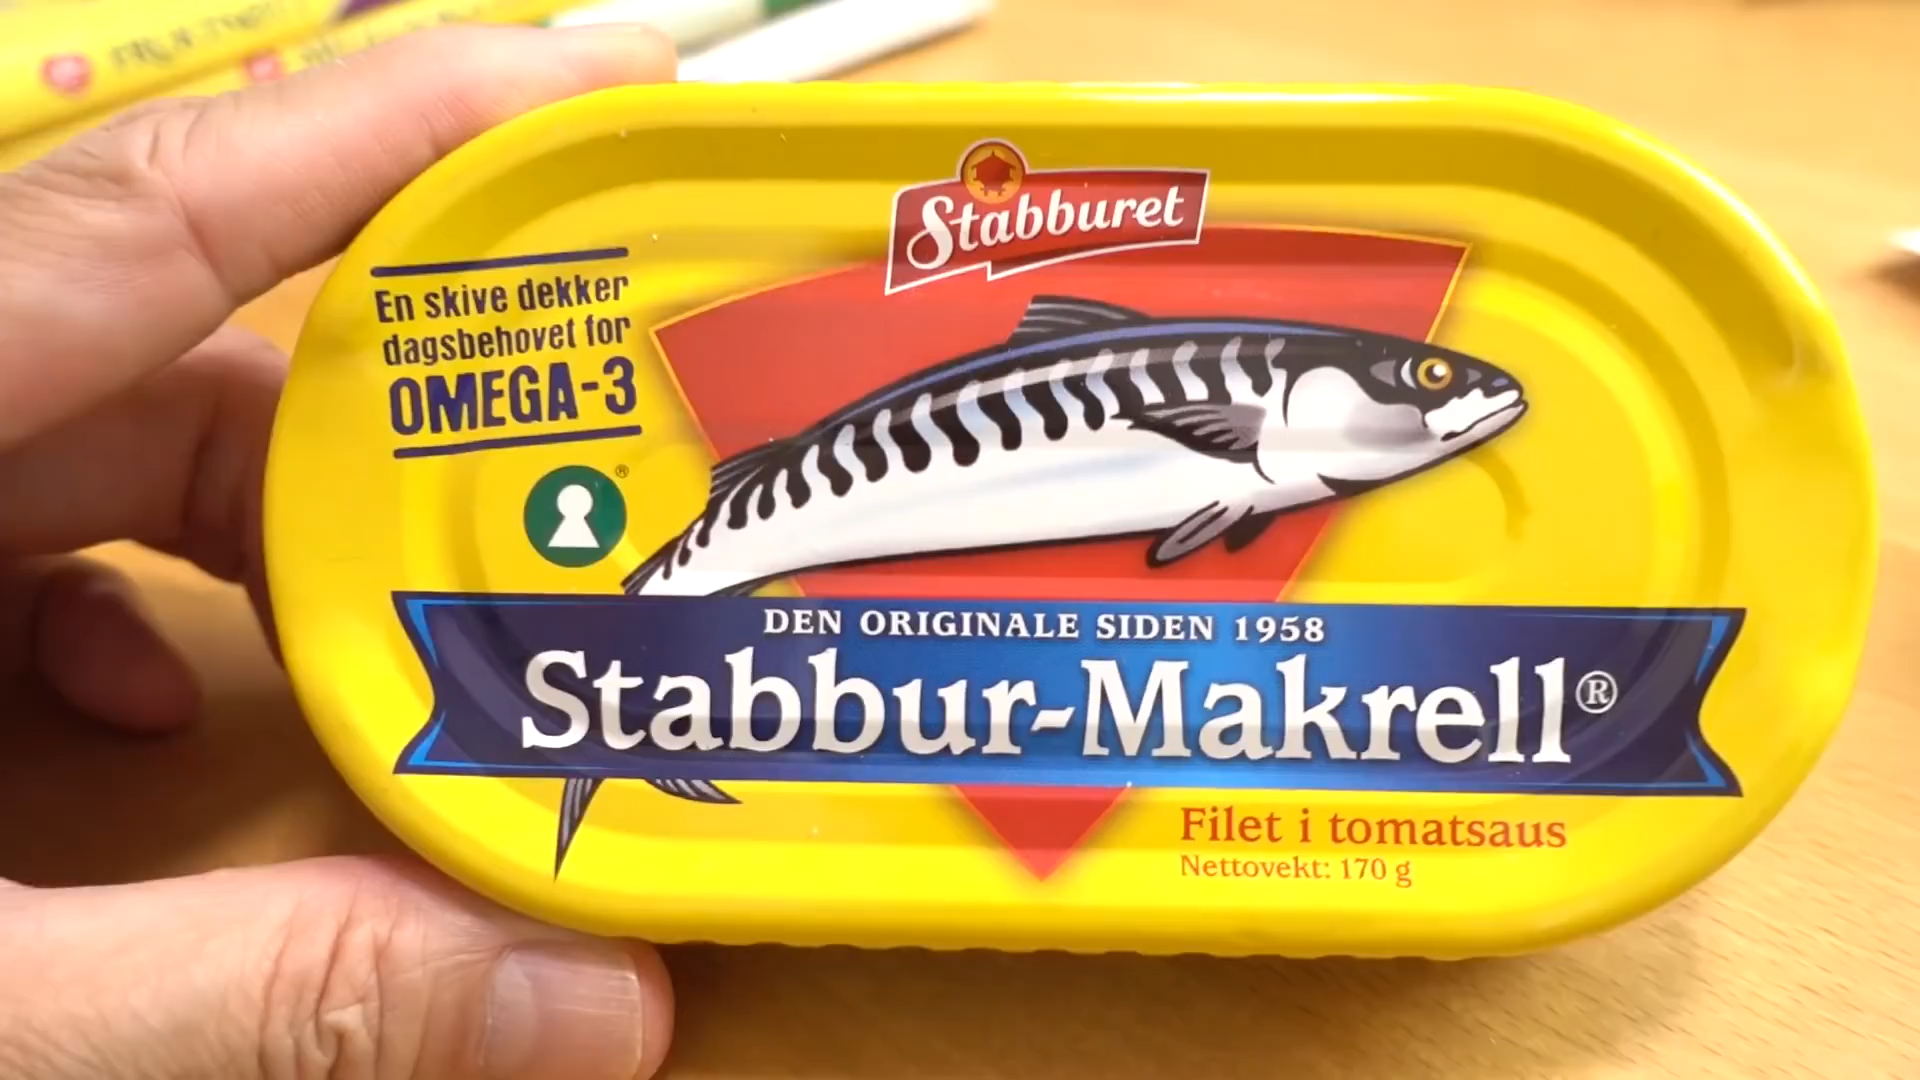 Stabburet
En skive dekker
dagsbehovet for
OMEGA-3
®
DEN ORIGINALE SIDEN 1958
Stabbur-Makrell®
Filet i tomatsaus
Nettovekt: 170 g